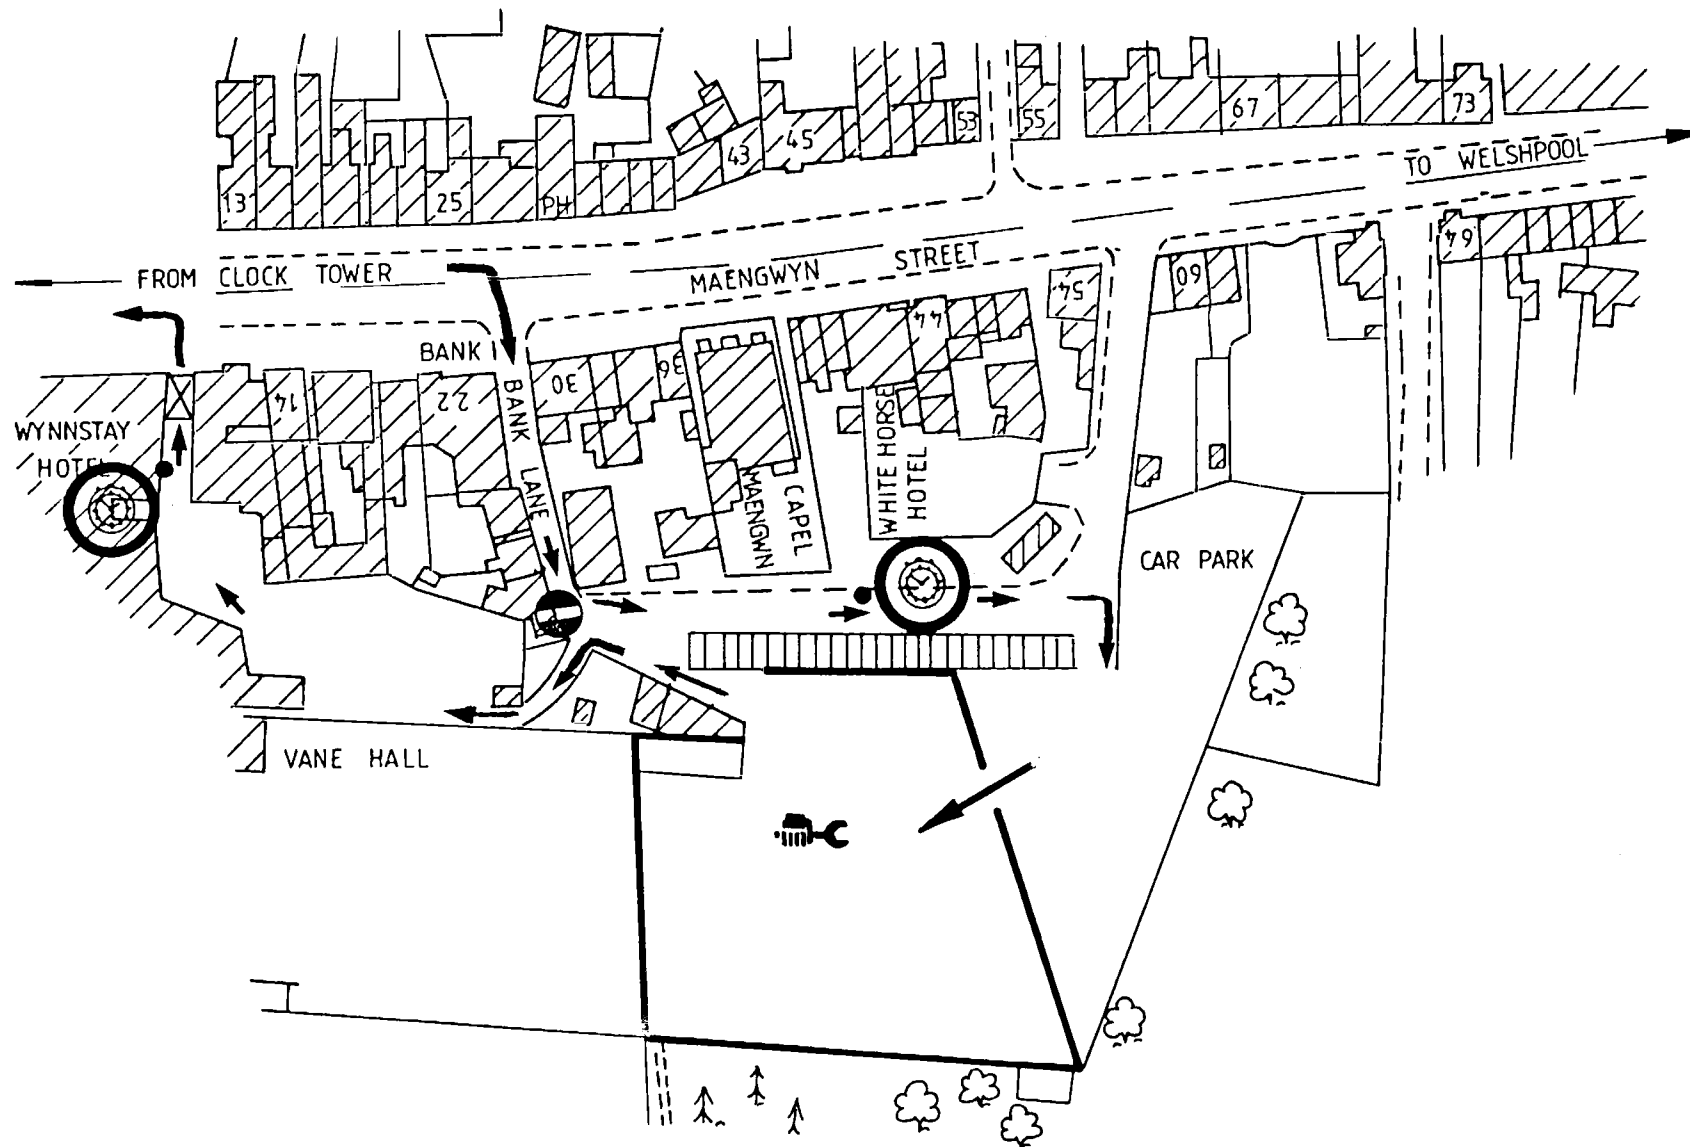 53
55
67
73
43
45
13
25
PH
TO WELSHPOOL
FROM CLOCK TOWER
MAENGWYN STREET
64
60
54
44
BANK
BANK LANE
30
36
22
14
WYNNSTAY
HOTEL
WHITE HORSE
HOTEL
CAPEL
MAENGWN
CAR PARK
VANE HALL